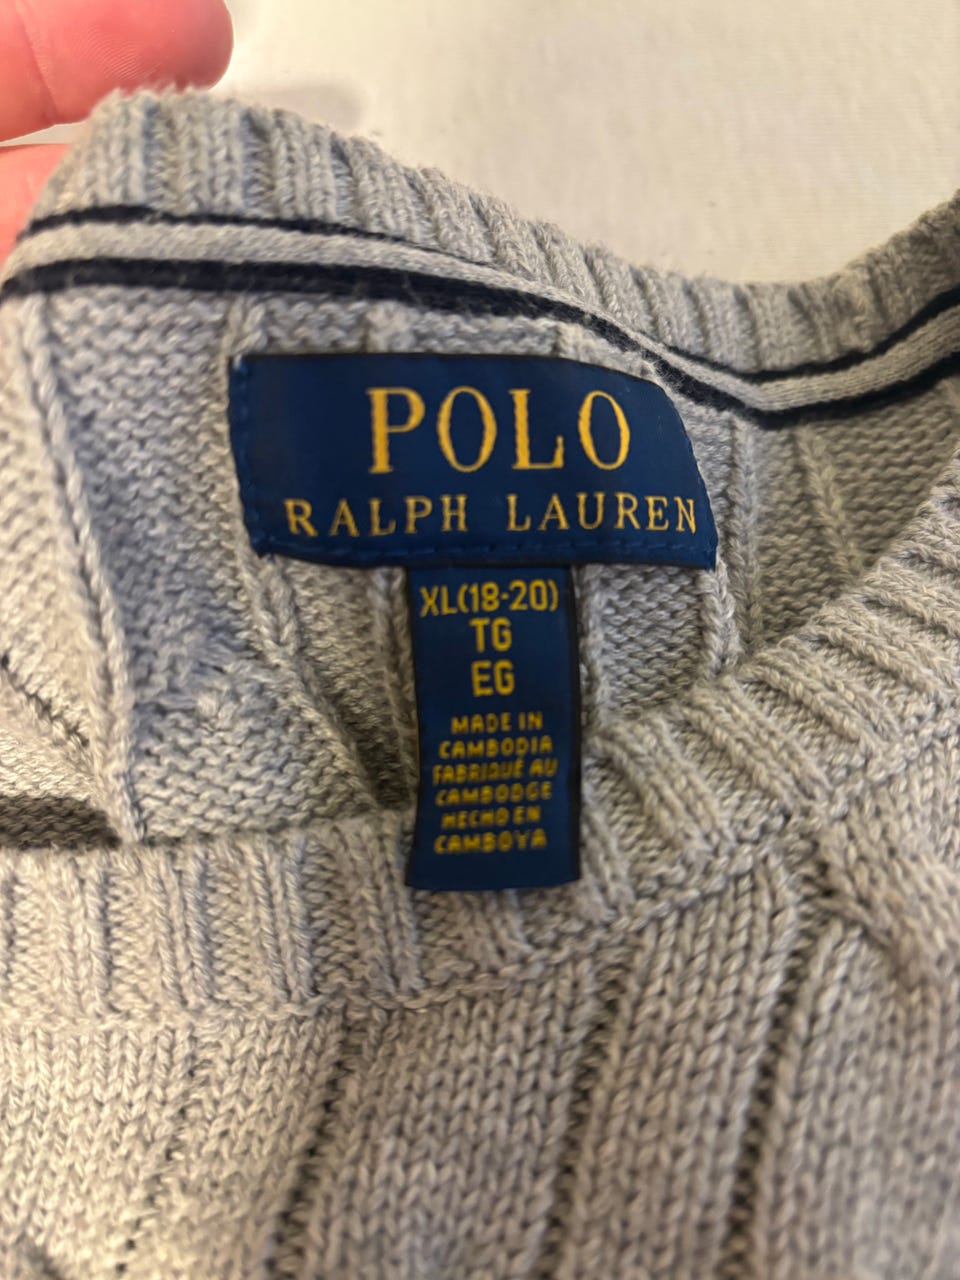 POLO
RALPH LAUREN
XL(18-20)
TG
EG
MADE IN
CAMBODIA
FABRIQUÉ AU
CAMBODGE
HECHO EN
CAMBOYA